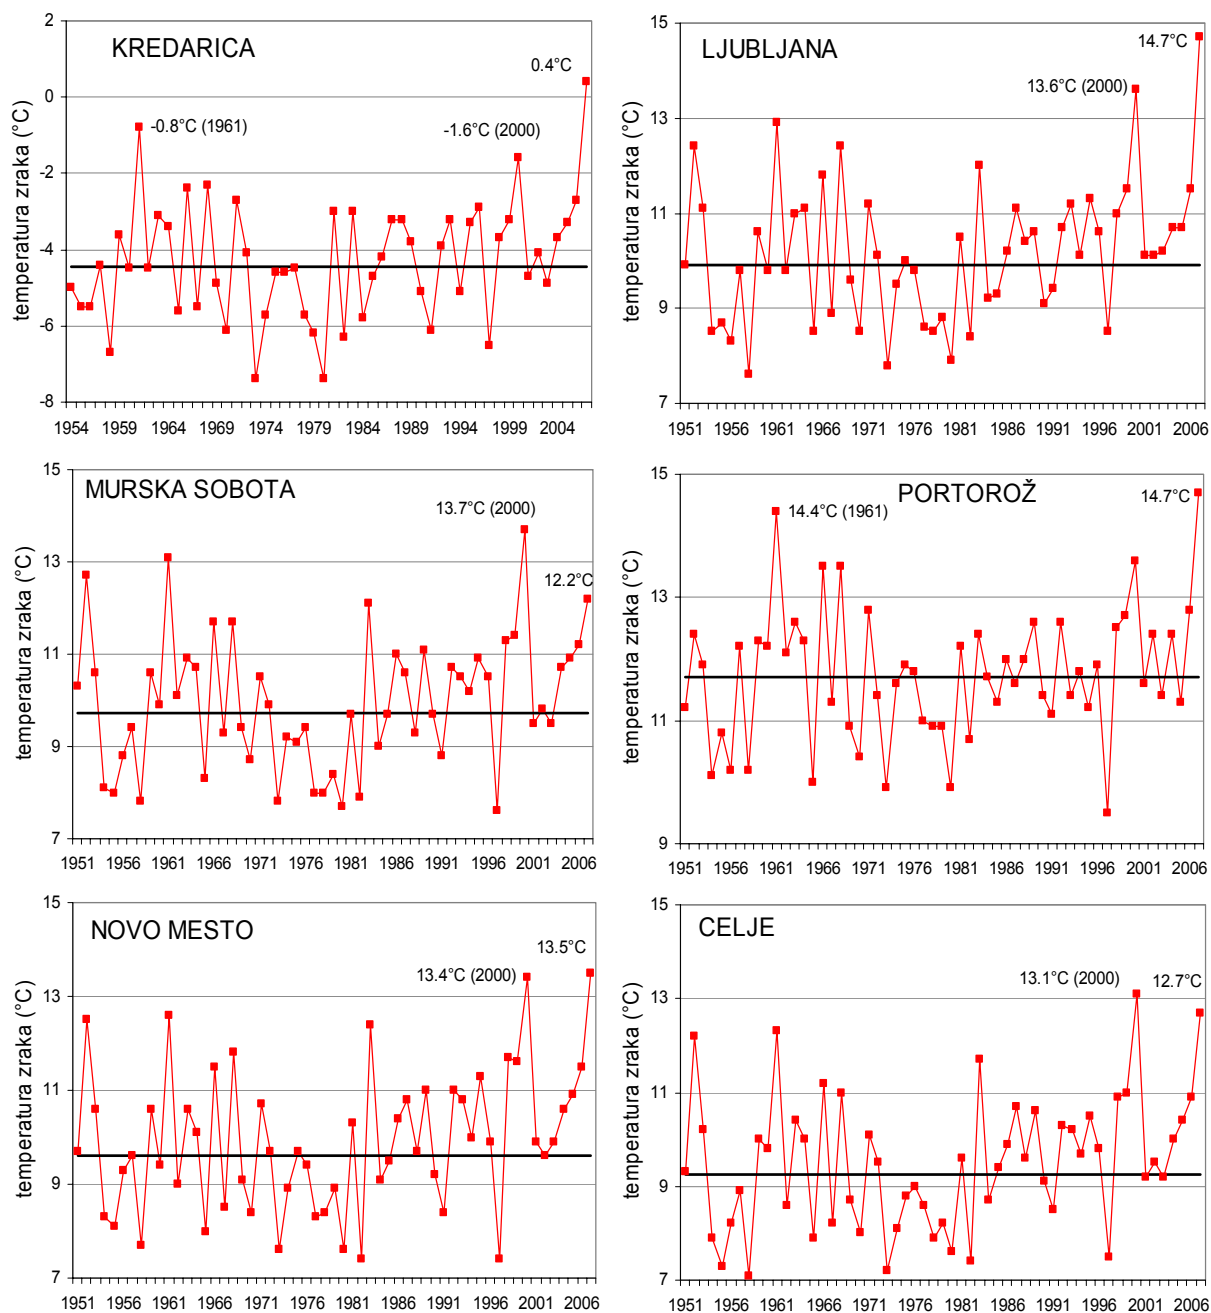 KREDARICA
temperatura zraka (°C)
2
0
-2
-4
-6
-8
0.4°C
-0.8°C (1961)
-1.6°C (2000)
1954 1959 1964 1969 1974 1979 1984 1989 1994 1999 2004
LJUBLJANA
temperatura zraka (°C)
15
13
11
9
7
14.7°C
13.6°C (2000)
1951 1956 1961 1966 1971 1976 1981 1986 1991 1996 2001 2006
MURSKA SOBOTA
temperatura zraka (°C)
15
13
11
9
7
13.7°C (2000)
12.2°C
1951 1956 1961 1966 1971 1976 1981 1986 1991 1996 2001 2006
PORTOROŽ
temperatura zraka (°C)
15
13
11
9
14.7°C
14.4°C (1961)
1951 1956 1961 1966 1971 1976 1981 1986 1991 1996 2001 2006
NOVO MESTO
temperatura zraka (°C)
15
13
11
9
7
13.5°C
13.4°C (2000)
1951 1956 1961 1966 1971 1976 1981 1986 1991 1996 2001 2006
CELJE
temperatura zraka (°C)
15
13
11
9
7
13.1°C (2000)
12.7°C
1951 1956 1961 1966 1971 1976 1981 1986 1991 1996 2001 2006